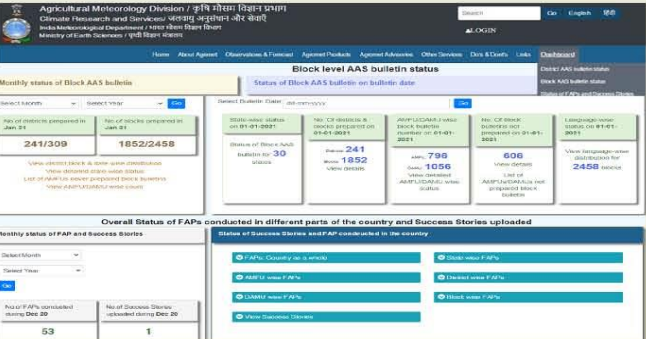 Agricultural Meteorology Division / कृषि मौसम विज्ञान प्रभाग
Climate Research and Services/ जलवायु अनुसंधान और सेवाएँ
India Meteorological Department / भारत मौसम विज्ञान विभाग
Ministry of Earth Sciences / पृथ्वी विज्ञान मंत्रालय
Search
Go English हिंदी
LOGIN
Home About Agrimet Observations & Forecast Agrimet Products Agrimet Advisories Other Services Do's & Dont's Links Dashboard
District AAS bulletin status
Block AAS bulletin status
Status of FAPs and Success Stories
Block level AAS bulletin status
Monthly status of Block AAS bulletin
Status of Block AAS bulletin on bulletin date
Select Month Select Year Go
Select Bulletin Date: dd-mm-yyyy Go
No of districts prepared in Jan 21
241/309
No of blocks prepared in Jan 21
1852/2458
View district block & date wise distribution
View detailed state wise status
List of AMFUs never prepared block bulletins
View AMFU/DAMU wise count
State-wise status on 01-01-2021
Status of Block AAS bulletin for 30 states
No. Of districts & blocks prepared on 01-01-2021
Districts 241
Blocks 1852
View details
AMFU/DAMU wise block bulletin number on 01-01-2021
AMFU 796
DAMU 1056
View detailed AMFU/DAMU wise status
No. Of block bulletins not prepared on 01-01-2021
606
View details
List of AMFUs/DAMUs not prepared block bulletin
Language-wise status on 01-01-2021
View language-wise distribution for 2458 blocks
Overall Status of FAPs conducted in different parts of the country and Success Stories uploaded
Monthly status of FAP and Success Stories
Status of Success Stories and FAP conducted in the country
Select Month
Select Year
Go
No of FAPs conducted during Dec 20
53
No of Success Stories uploaded during Dec 20
1
FAPs: Country as a whole
State wise FAPs
AMFU wise FAPs
District wise FAPs
DAMU wise FAPs
Block wise FAPs
View Success Stories